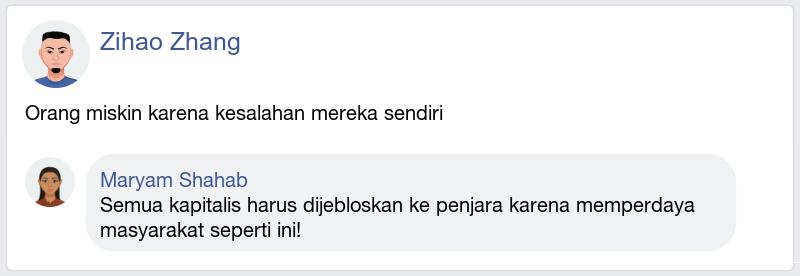 Zihao Zhang
Orang miskin karena kesalahan mereka sendiri
Maryam Shahab
Semua kapitalis harus dijebloskan ke penjara karena memperdaya
masyarakat seperti ini!